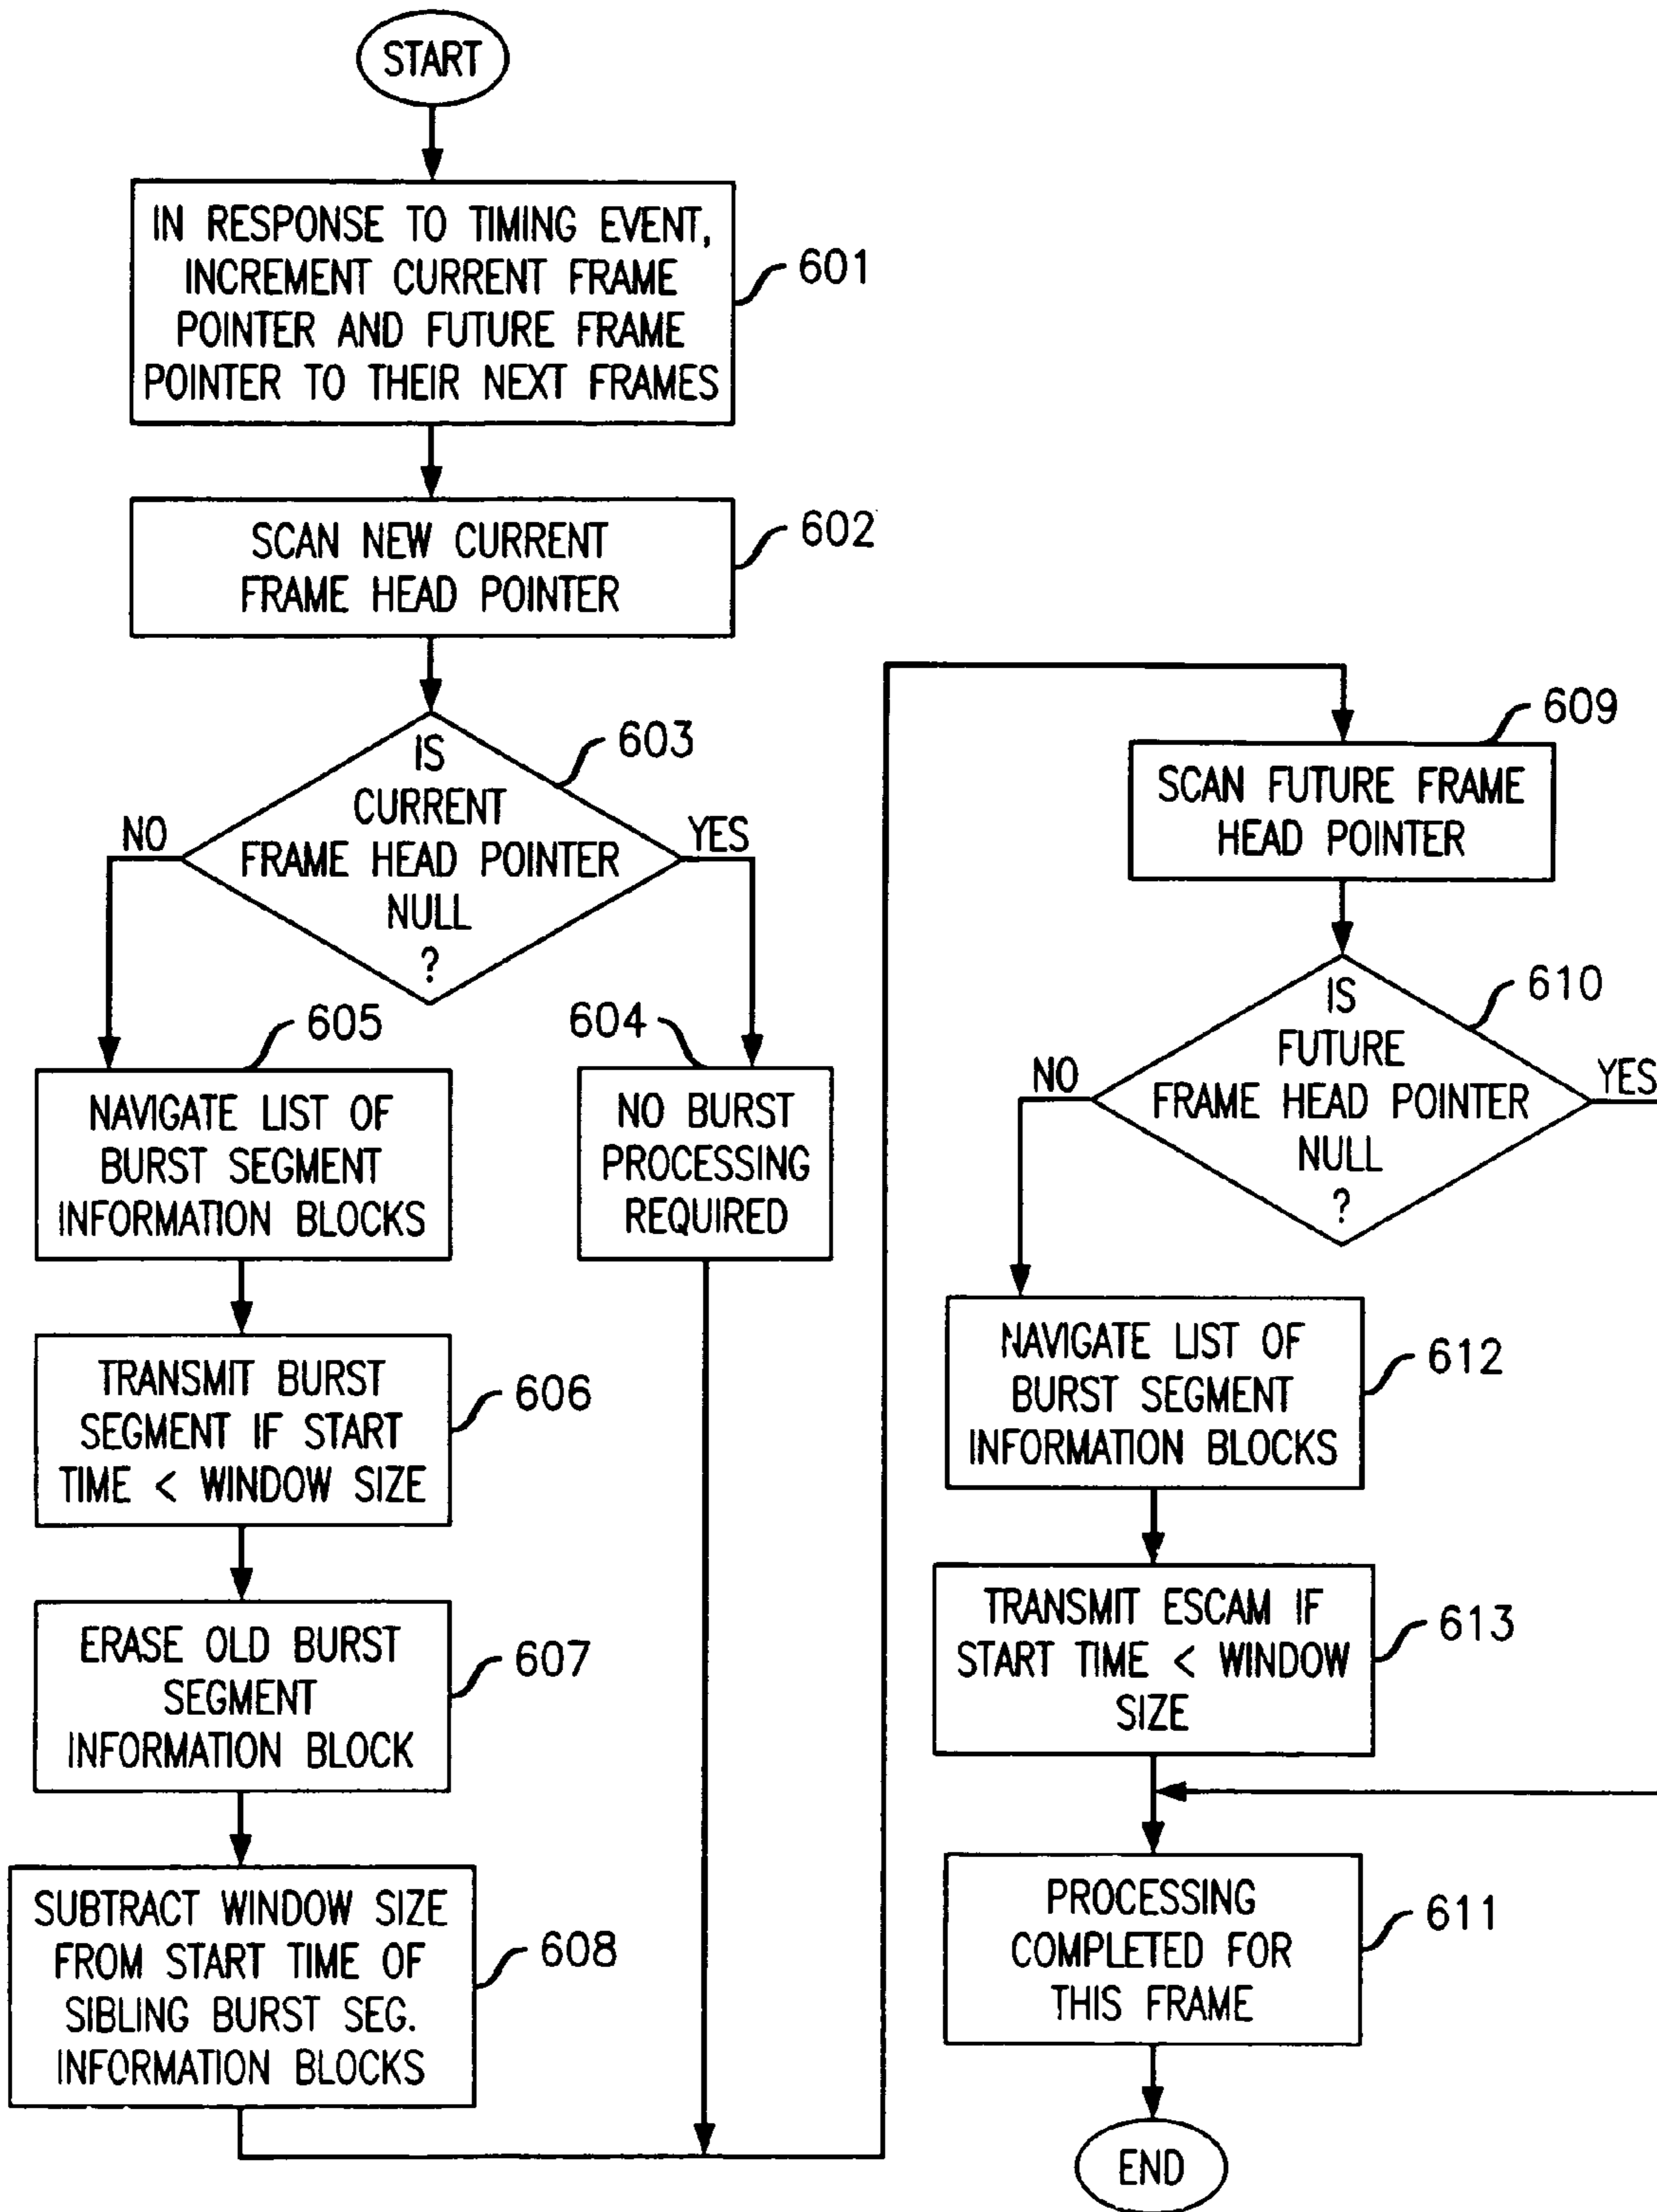 START
IN RESPONSE TO TIMING EVENT,
INCREMENT CURRENT FRAME
POINTER AND FUTURE FRAME
POINTER TO THEIR NEXT FRAMES
601
SCAN NEW CURRENT
FRAME HEAD POINTER
602
IS
CURRENT
FRAME HEAD POINTER
NULL
?
603
NO
YES
605
NAVIGATE LIST OF
BURST SEGMENT
INFORMATION BLOCKS
604
NO BURST
PROCESSING
REQUIRED
TRANSMIT BURST
SEGMENT IF START
TIME < WINDOW SIZE
606
ERASE OLD BURST
SEGMENT
INFORMATION BLOCK
607
SUBTRACT WINDOW SIZE
FROM START TIME OF
SIBLING BURST SEG.
INFORMATION BLOCKS
608
609
SCAN FUTURE FRAME
HEAD POINTER
IS
FUTURE
FRAME HEAD POINTER
NULL
?
610
NO
YES
NAVIGATE LIST OF
BURST SEGMENT
INFORMATION BLOCKS
612
TRANSMIT ESCAM IF
START TIME < WINDOW
SIZE
613
PROCESSING
COMPLETED FOR
THIS FRAME
611
END